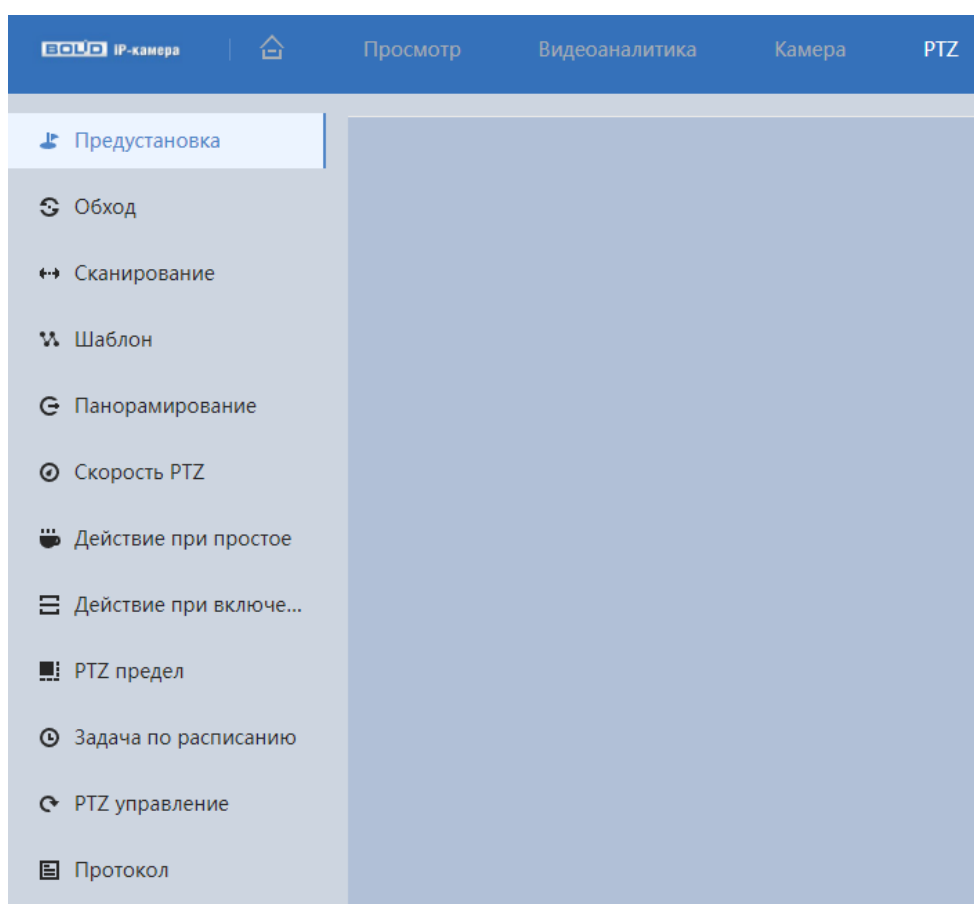 BOLID IP-камера Просмотр Видеоаналитика Камера PTZ
Предустановка
Обход
Сканирование
Шаблон
Панорамирование
Скорость PTZ
Действие при простое
Действие при включе...
PTZ предел
Задача по расписанию
PTZ управление
Протокол